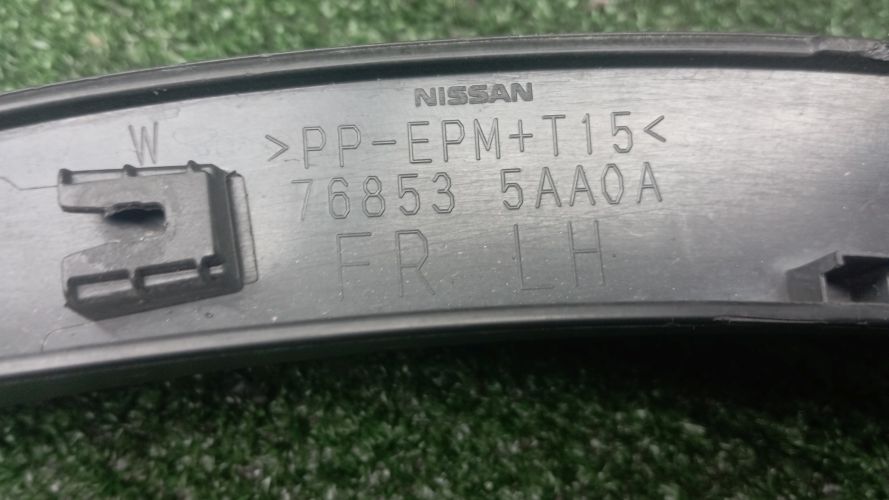 NISSAN
W
>PP-EPM+T15<
76853 5AA0A
FR LH